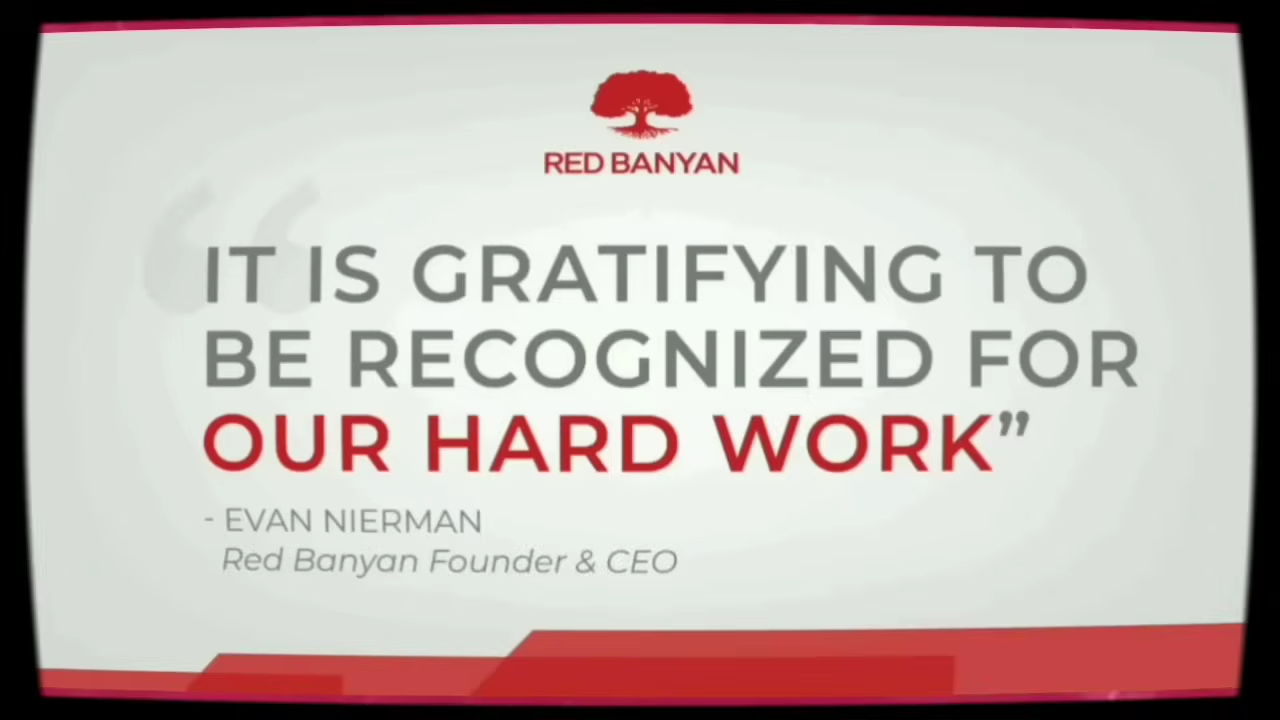 RED BANYAN
“IT IS GRATIFYING TO
BE RECOGNIZED FOR
OUR HARD WORK”
- EVAN NIERMAN
Red Banyan Founder & CEO